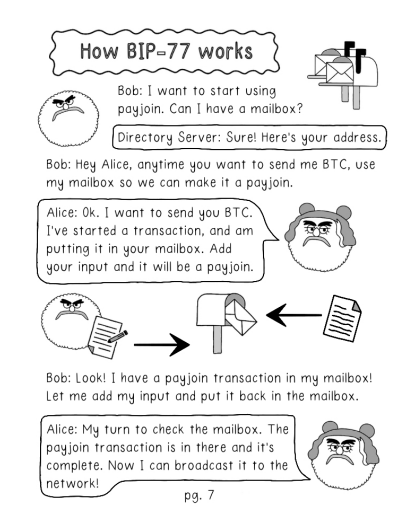 How BIP-77 works
Bob: I want to start using
payjoin. Can I have a mailbox?
Directory Server: Sure! Here's your address.
Bob: Hey Alice, anytime you want to send me BTC, use
my mailbox so we can make it a payjoin.
Alice: Ok. I want to send you BTC.
I've started a transaction, and am
putting it in your mailbox. Add
your input and it will be a payjoin.
Bob: Look! I have a payjoin transaction in my mailbox!
Let me add my input and put it back in the mailbox.
Alice: My turn to check the mailbox. The
payjoin transaction is in there and it's
complete. Now I can broadcast it to the
network!
pg. 7